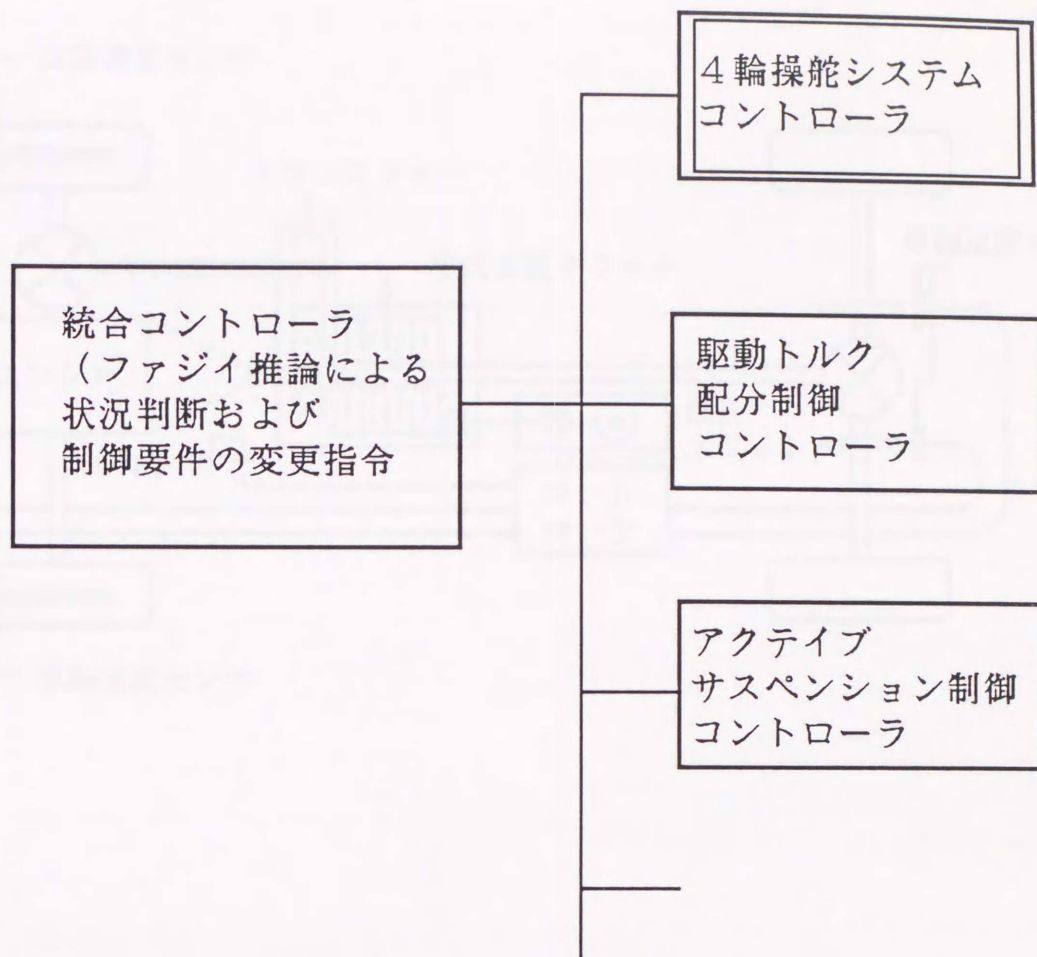 4輪操舵システム
コントローラ
統合コントローラ
(ファジイ推論による
状況判断および
制御要件の変更指令
駆動トルク
配分制御
コントローラ
アクテイブ
サスペンション制御
コントローラ